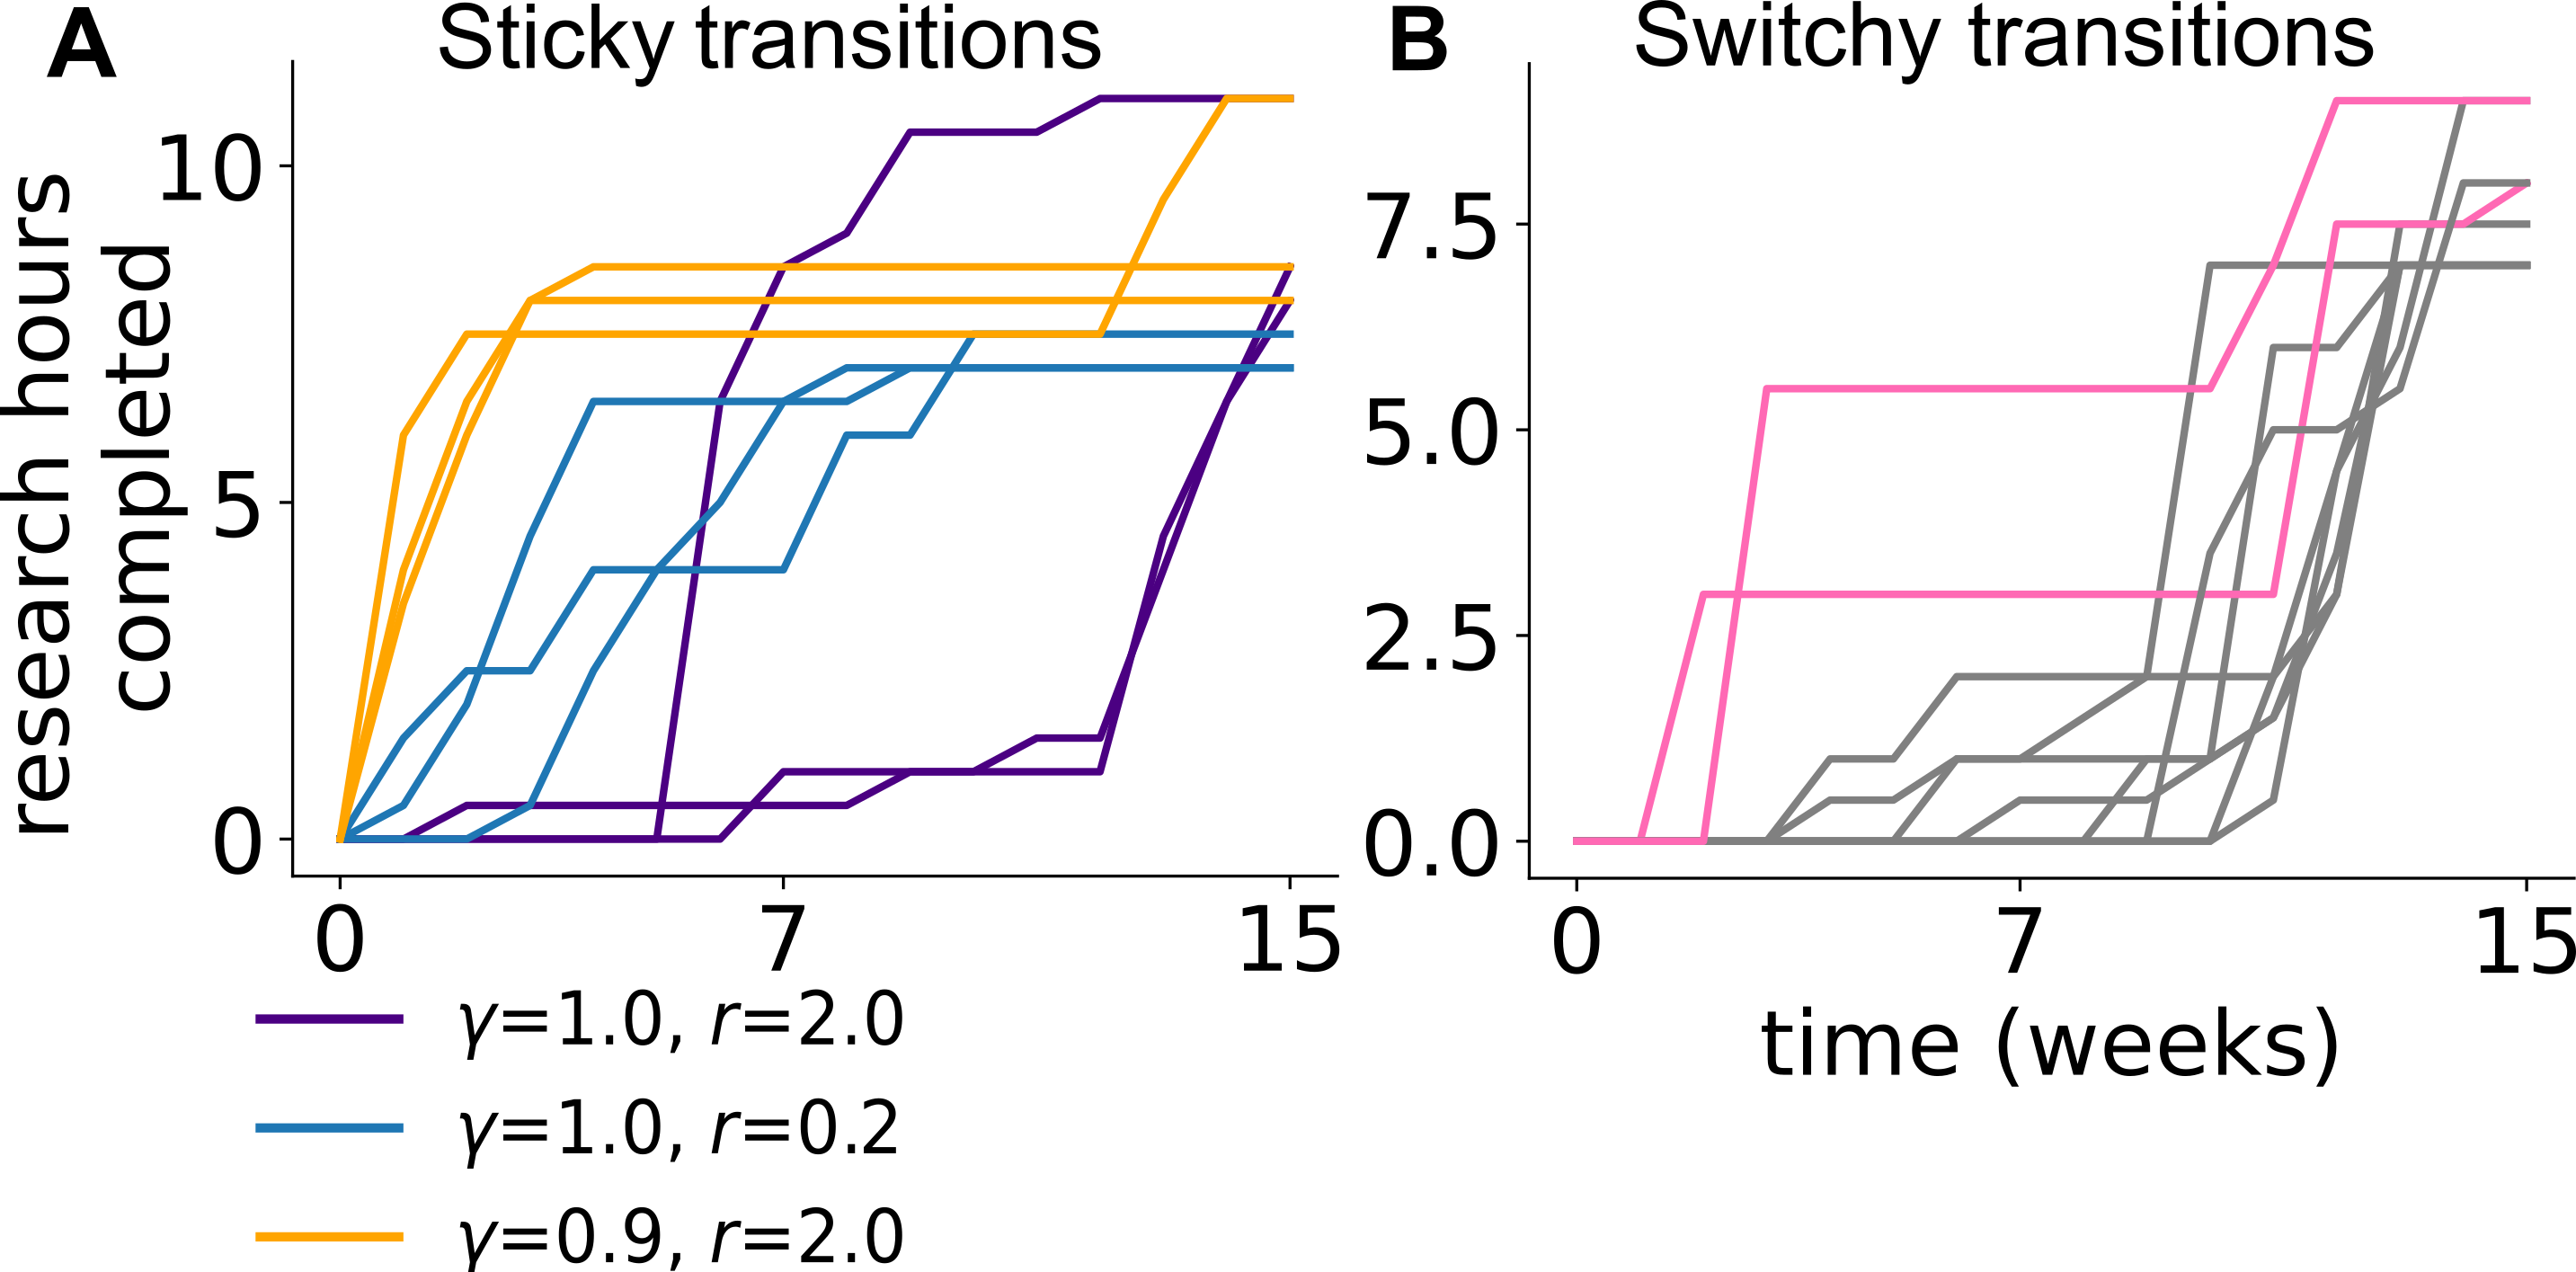 A
Sticky transitions
research hours
completed
10
5
0
0
7
15
γ=1.0, r=2.0
γ=1.0, r=0.2
γ=0.9, r=2.0
B
Switchy transitions
7.5
5.0
2.5
0.0
0
7
15
time (weeks)